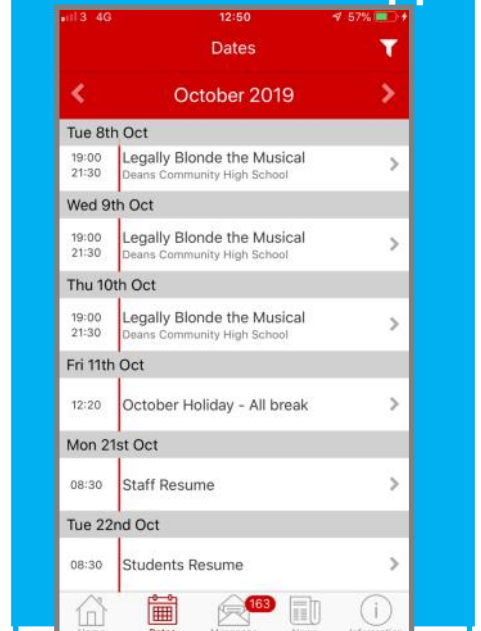 3 4G 12:50 57%
Dates
October 2019
Tue 8th Oct
19:00 Legally Blonde the Musical
21:30 Deans Community High School
Wed 9th Oct
19:00 Legally Blonde the Musical
21:30 Deans Community High School
Thu 10th Oct
19:00 Legally Blonde the Musical
21:30 Deans Community High School
Fri 11th Oct
12:20 October Holiday - All break
Mon 21st Oct
08:30 Staff Resume
Tue 22nd Oct
08:30 Students Resume
163